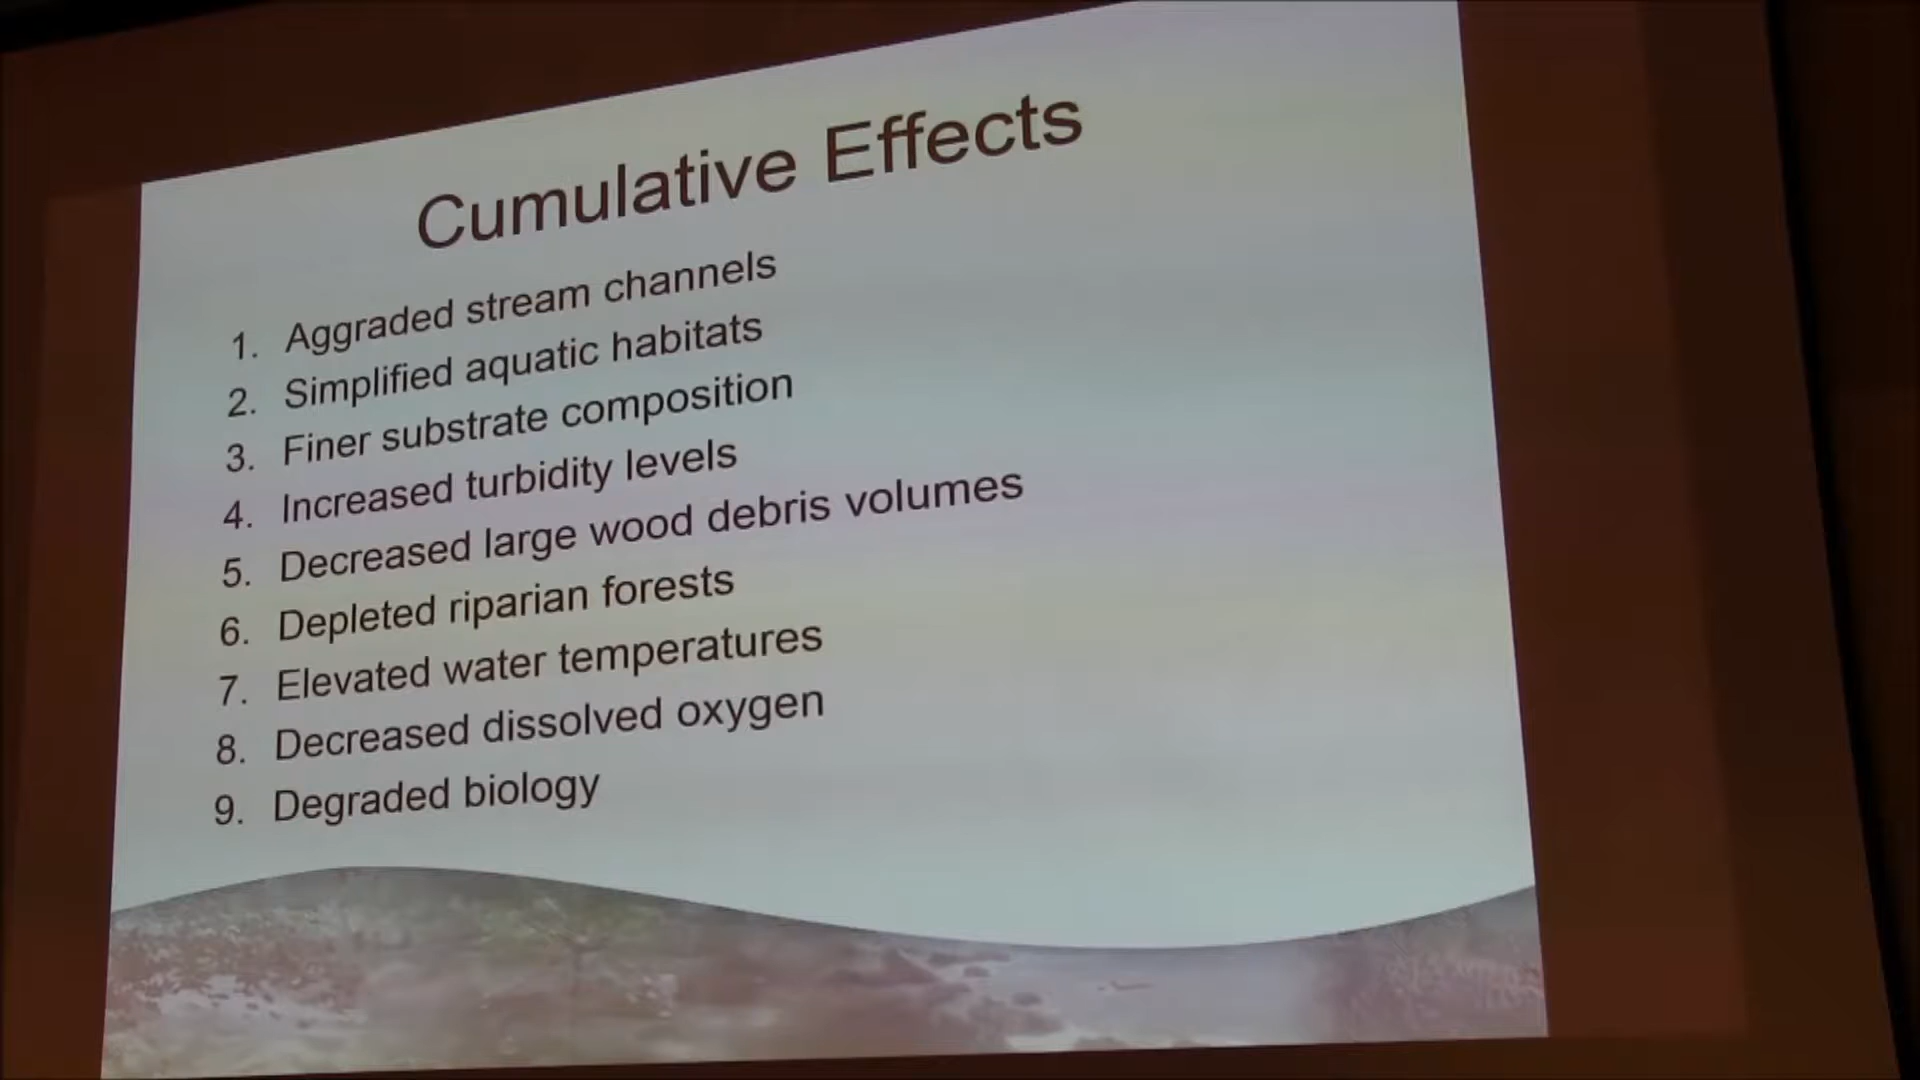 Cumulative Effects
1. Aggraded stream channels
2. Simplified aquatic habitats
3. Finer substrate composition
4. Increased turbidity levels
5. Decreased large wood debris volumes
6. Depleted riparian forests
7. Elevated water temperatures
8. Decreased dissolved oxygen
9. Degraded biology